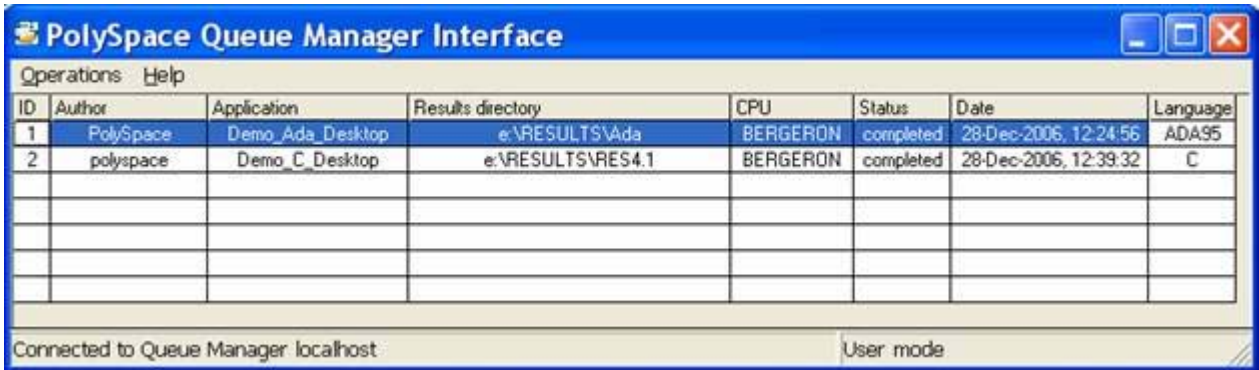 PolySpace Queue Manager Interface
Operations Help
ID Author Application Results directory CPU Status Date Language
1 PolySpace Demo_Ada_Desktop e:\RESULTS\Ada BERGERON completed 28-Dec-2006, 12:24:56 ADA95
2 polyspace Demo_C_Desktop e:\RESULTS\RES4.1 BERGERON completed 28-Dec-2006, 12:39:32 C
Connected to Queue Manager localhost User mode